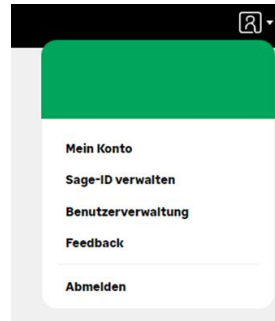 Mein Konto
Sage-ID verwalten
Benutzerverwaltung
Feedback
Abmelden